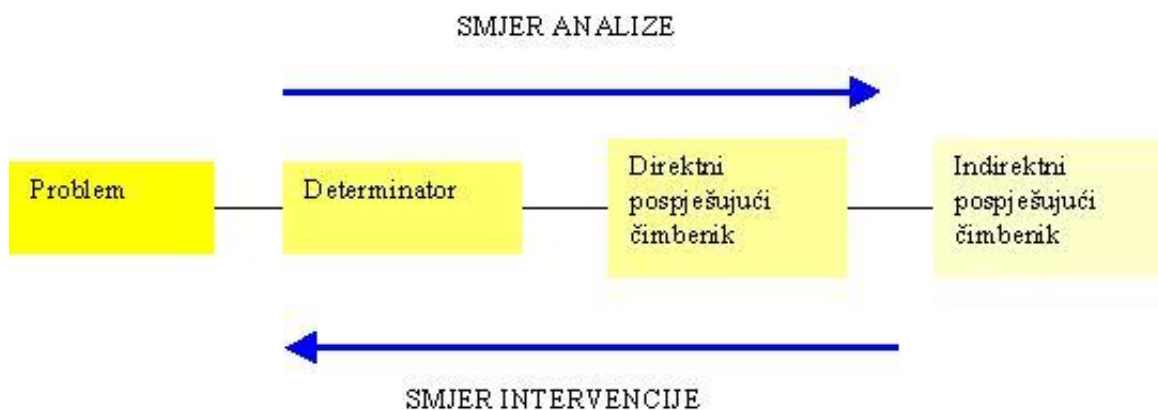 SMJER ANALIZE
Problem
Determinator
Direktni
pospješujući
čimbenik
Indirektni
pospješujući
čimbenik
SMJER INTERVENCIJE